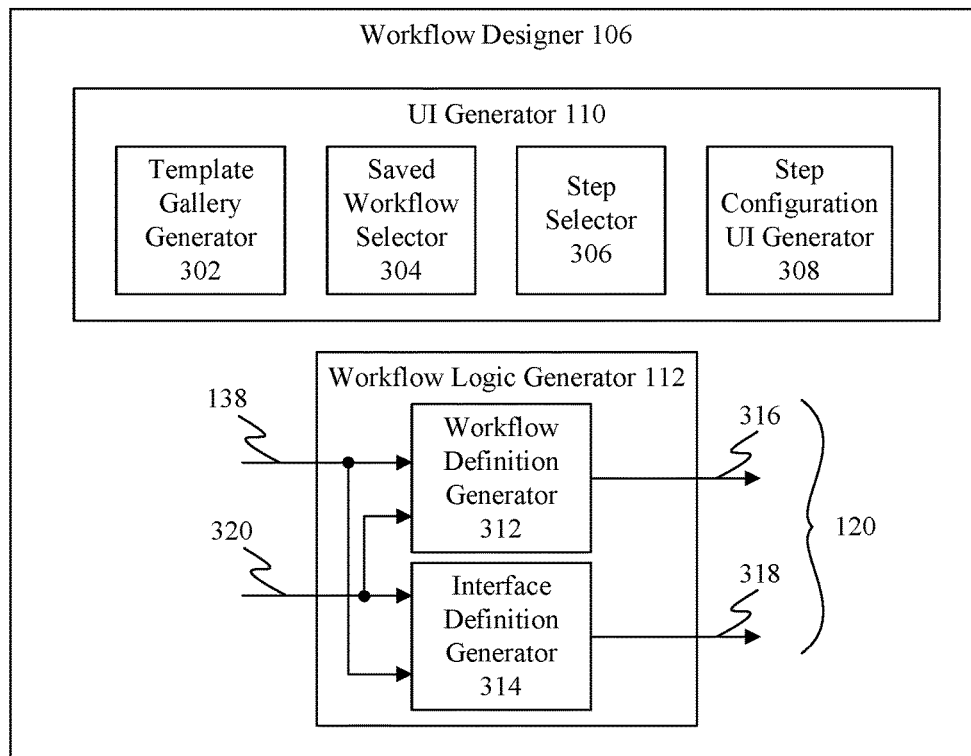 Workflow Designer 106
UI Generator 110
Template
Gallery
Generator
302
Saved
Workflow
Selector
304
Step
Selector
306
Step
Configuration
UI Generator
308
Workflow Logic Generator 112
138
320
Workflow
Definition
Generator
312
Interface
Definition
Generator
314
316
318
120